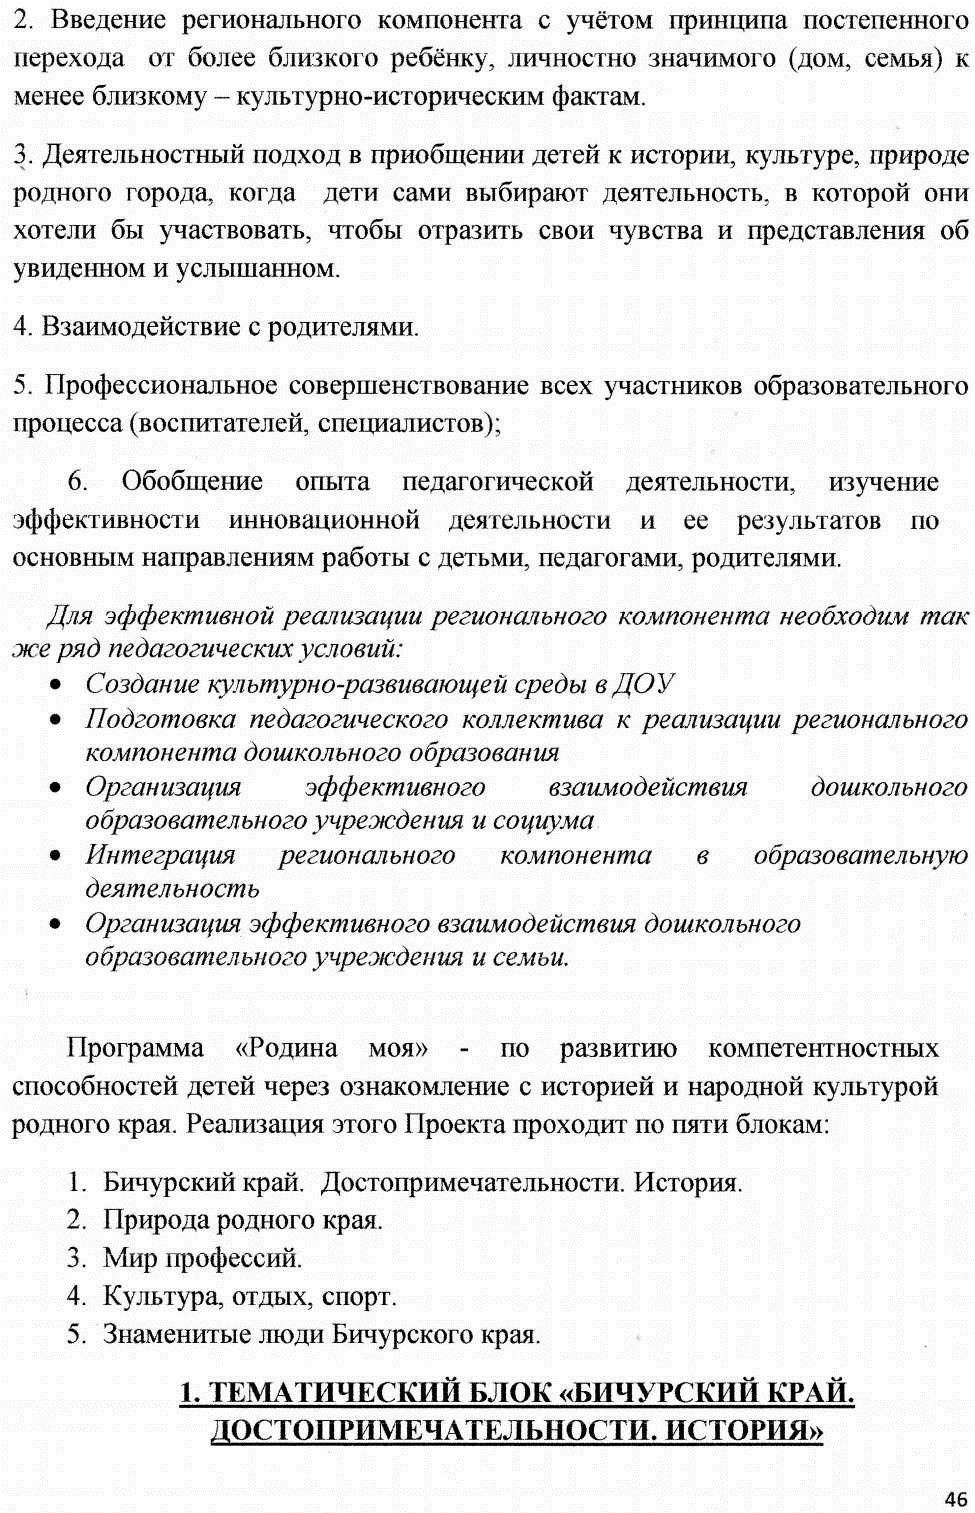 2. Введение регионального компонента с учётом принципа постепенного
перехода от более близкого ребёнку, личностно значимого (дом, семья) к
менее близкому – культурно-историческим фактам.
3. Деятельностный подход в приобщении детей к истории, культуре, природе
родного города, когда дети сами выбирают деятельность, в которой они
хотели бы участвовать, чтобы отразить свои чувства и представления об
увиденном и услышанном.
4. Взаимодействие с родителями.
5. Профессиональное совершенствование всех участников образовательного
процесса (воспитателей, специалистов);
6. Обобщение опыта педагогической деятельности, изучение
эффективности инновационной деятельности и ее результатов по
основным направлениям работы с детьми, педагогами, родителями.
Для эффективной реализации регионального компонента необходим так
же ряд педагогических условий:
• Создание культурно-развивающей среды в ДОУ
• Подготовка педагогического коллектива к реализации регионального
компонента дошкольного образования
• Организация эффективного взаимодействия дошкольного
образовательного учреждения и социума
• Интеграция регионального компонента в образовательную
деятельность
• Организация эффективного взаимодействия дошкольного
образовательного учреждения и семьи.
Программа «Родина моя» - по развитию компетентностных
способностей детей через ознакомление с историей и народной культурой
родного края. Реализация этого Проекта проходит по пяти блокам:
1. Бичурский край. Достопримечательности. История.
2. Природа родного края.
3. Мир профессий.
4. Культура, отдых, спорт.
5. Знаменитые люди Бичурского края.
1. ТЕМАТИЧЕСКИЙ БЛОК «БИЧУРСКИЙ КРАЙ.
ДОСТОПРИМЕЧАТЕЛЬНОСТИ. ИСТОРИЯ»
46